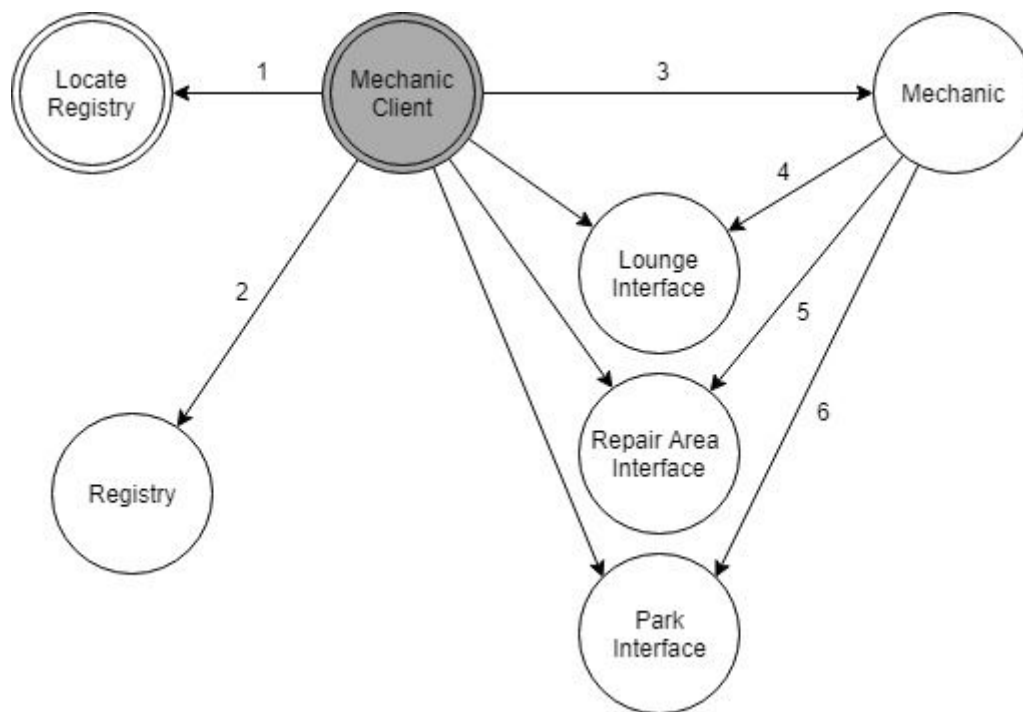 Locate
Registry
1
Mechanic
Client
3
Mechanic
4
Lounge
Interface
2
5
Repair Area
Interface
6
Registry
Park
Interface